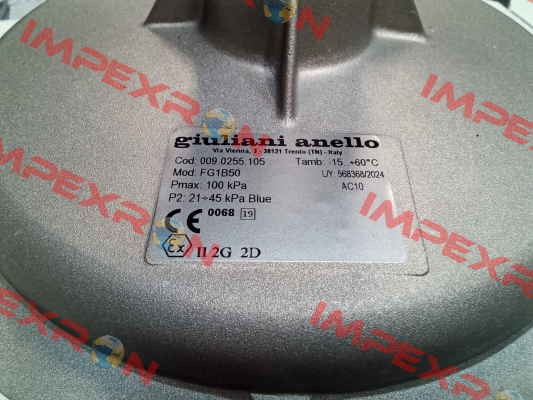 giuliani anello
Via Vienna, 3 - 38121 Trento (TN) - Italy
Cod: 009.0255.105 Tamb: -15..+60°C
Mod: FG1B50 L/Y: 568368/2024
Pmax: 100 kPa AC10
P2: 21÷45 kPa Blue
CE 0068 19
Ex II 2G 2D
IMPEXRON
IMPEXRON
IMPEXRON
IMPEXRON
IMPEXRON